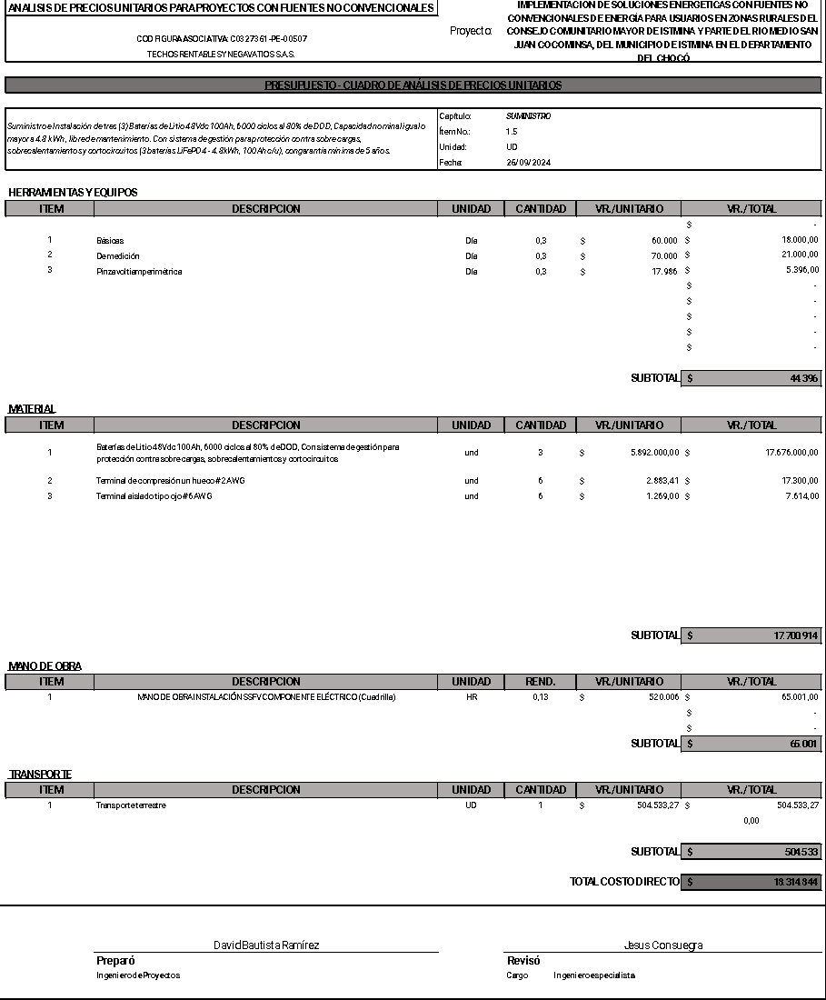 ANALISIS DE PRECIOS UNITARIOS PARA PROYECTOS CON FUENTES NO CONVENCIONALES
COD FIGURA ASOCIATIVA: C0327361-PE-00507
TECHOS RENTABLES Y NEGAVATIOS S.A.S.
Proyecto:
IMPLEMENTACIÓN DE SOLUCIONES ENERGÉTICAS CON FUENTES NO
CONVENCIONALES DE ENERGÍA PARA USUARIOS EN ZONAS RURALES DEL
CONSEJO COMUNITARIO MAYOR DE ISTMINA Y PARTE DEL RIO MEDIO SAN
JUAN COCOMINSA, DEL MUNICIPIO DE ISTMINA EN EL DEPARTAMENTO
DEL CHOCÓ
PRESUPUESTO - CUADRO DE ANÁLISIS DE PRECIOS UNITARIOS
Suministro e Instalación de tres (3) Baterías de Litio 48Vdc 100Ah, 6000 ciclos al 80% de DOD, Capacidad nominal igual o
mayor a 4.8 kWh, libre de mantenimiento. Con sistema de gestión para protección contra sobre cargas,
sobrecalentamiento y cortocircuitos (3 baterías LiFePO4 - 4.8kWh, 100 Ah c/u), con garantía mínima de 5 años.
Capítulo: SUMINISTRO
Ítem No.: 1.5
Unidad: UD
Fecha: 26/09/2024
HERRAMIENTAS Y EQUIPOS
ITEM DESCRIPCION UNIDAD CANTIDAD VR./UNITARIO VR./TOTAL
$ -
1 Básicas Día 0,3 $ 60.000 $ 18.000,00
2 De medición Día 0,3 $ 70.000 $ 21.000,00
3 Pinza voltiamperimétrica Día 0,3 $ 17.986 $ 5.396,00
$ -
$ -
$ -
$ -
$ -
SUBTOTAL $ 44.396
MATERIAL
ITEM DESCRIPCION UNIDAD CANTIDAD VR./UNITARIO VR./TOTAL
1 Baterías de Litio 48Vdc 100Ah, 6000 ciclos al 80% de DOD, Con sistema de gestión para
protección contra sobre cargas, sobrecalentamientos y cortocircuitos und 3 $ 5.892.000,00 $ 17.676.000,00
2 Terminal de compresión un hueco # 2 AWG und 6 $ 2.883,41 $ 17.300,00
3 Terminal aislado tipo ojo # 6 AWG und 6 $ 1.269,00 $ 7.614,00
SUBTOTAL $ 17.700.914
MANO DE OBRA
ITEM DESCRIPCION UNIDAD REND. VR./UNITARIO VR./TOTAL
1 MANO DE OBRA INSTALACIÓN SSFV COMPONENTE ELÉCTRICO (Cuadrilla) HR 0,13 $ 520.006 $ 65.001,00
$ -
$ -
SUBTOTAL $ 65.001
TRANSPORTE
ITEM DESCRIPCION UNIDAD CANTIDAD VR./UNITARIO VR./TOTAL
1 Transporte terrestre UD 1 $ 504.533,27 $ 504.533,27
0,00
SUBTOTAL $ 504.533
TOTAL COSTO DIRECTO $ 18.314.844
David Bautista Ramírez Jesus Consuegra
Preparó Revisó
Ingeniero de Proyectos Cargo Ingeniero especialista